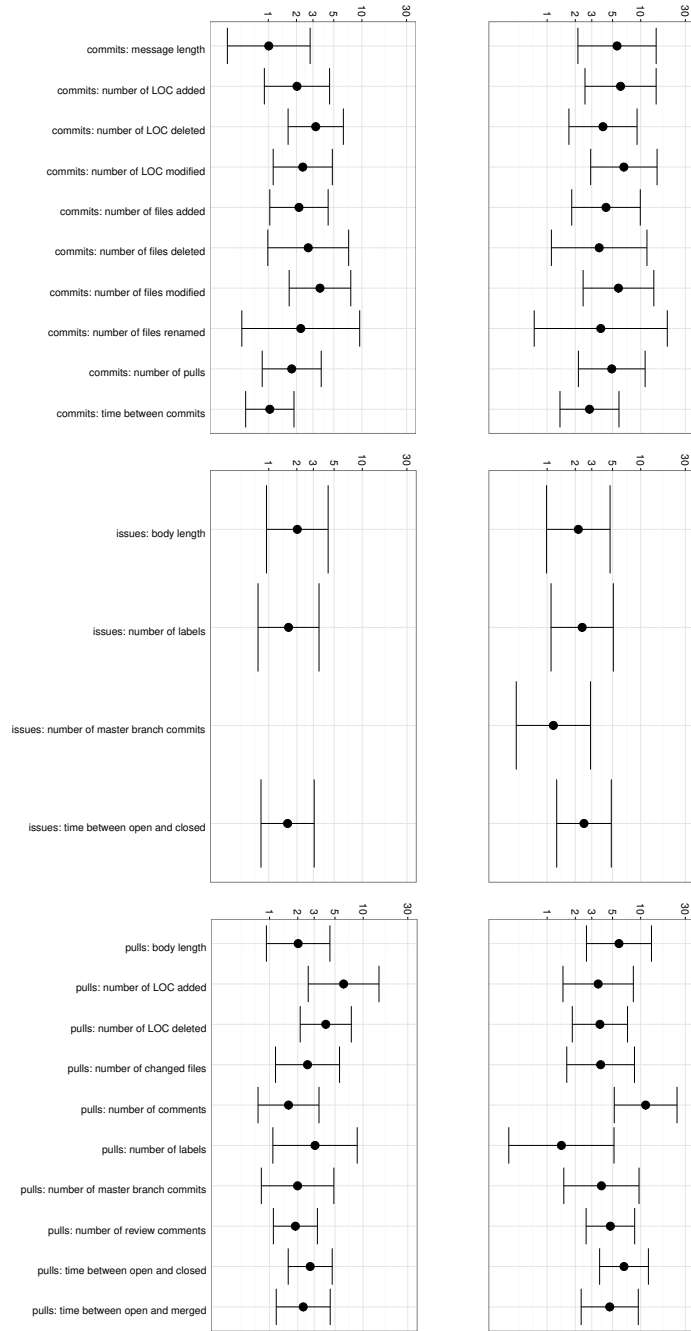 1 2 3 5 10 30 1 2 3 5 10 30
commits: message length
commits: number of LOC added
commits: number of LOC deleted
commits: number of LOC modified
commits: number of files added
commits: number of files deleted
commits: number of files modified
commits: number of files renamed
commits: number of pulls
commits: time between commits
1 2 3 5 10 30 1 2 3 5 10 30
issues: body length
issues: number of labels
issues: number of master branch commits
issues: time between open and closed
1 2 3 5 10 30 1 2 3 5 10 30
pulls: body length
pulls: number of LOC added
pulls: number of LOC deleted
pulls: number of changed files
pulls: number of comments
pulls: number of labels
pulls: number of master branch commits
pulls: number of review comments
pulls: time between open and closed
pulls: time between open and merged